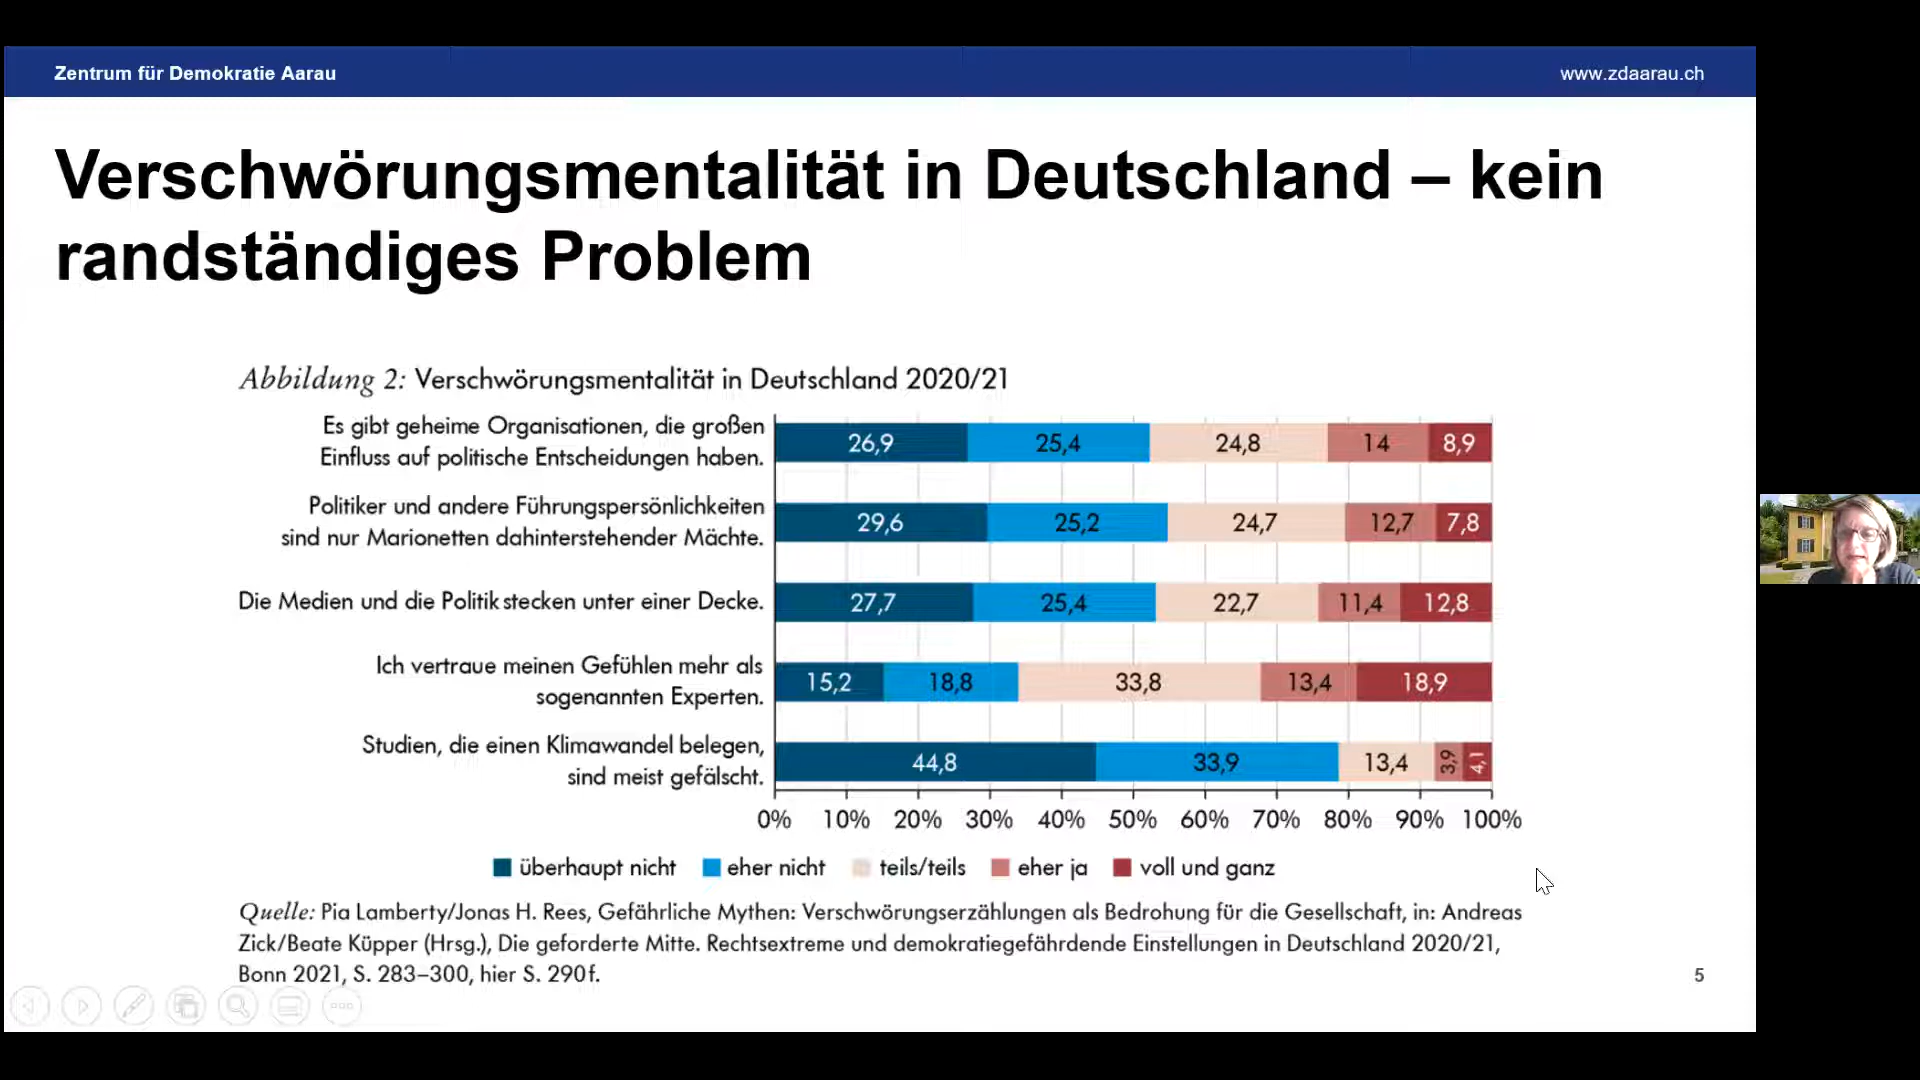 Zentrum für Demokratie Aarau
www.zdaarau.ch
Verschwörungsmentalität in Deutschland – kein
randständiges Problem
Abbildung 2: Verschwörungsmentalität in Deutschland 2020/21
Es gibt geheime Organisationen, die großen
Einfluss auf politische Entscheidungen haben.
26,9 25,4 24,8 14 8,9
Politiker und andere Führungspersönlichkeiten
sind nur Marionetten dahinterstehender Mächte.
29,6 25,2 24,7 12,7 7,8
Die Medien und die Politik stecken unter einer Decke.
27,7 25,4 22,7 11,4 12,8
Ich vertraue meinen Gefühlen mehr als
sogenannten Experten.
15,2 18,8 33,8 13,4 18,9
Studien, die einen Klimawandel belegen,
sind meist gefälscht.
44,8 33,9 13,4 3,9 4,1
0% 10% 20% 30% 40% 50% 60% 70% 80% 90% 100%
überhaupt nicht eher nicht teils/teils eher ja voll und ganz
Quelle: Pia Lamberty/Jonas H. Rees, Gefährliche Mythen: Verschwörungserzählungen als Bedrohung für die Gesellschaft, in: Andreas
Zick/Beate Küpper (Hrsg.), Die geforderte Mitte. Rechtsextreme und demokratiegefährdende Einstellungen in Deutschland 2020/21,
Bonn 2021, S. 283–300, hier S. 290f.
5